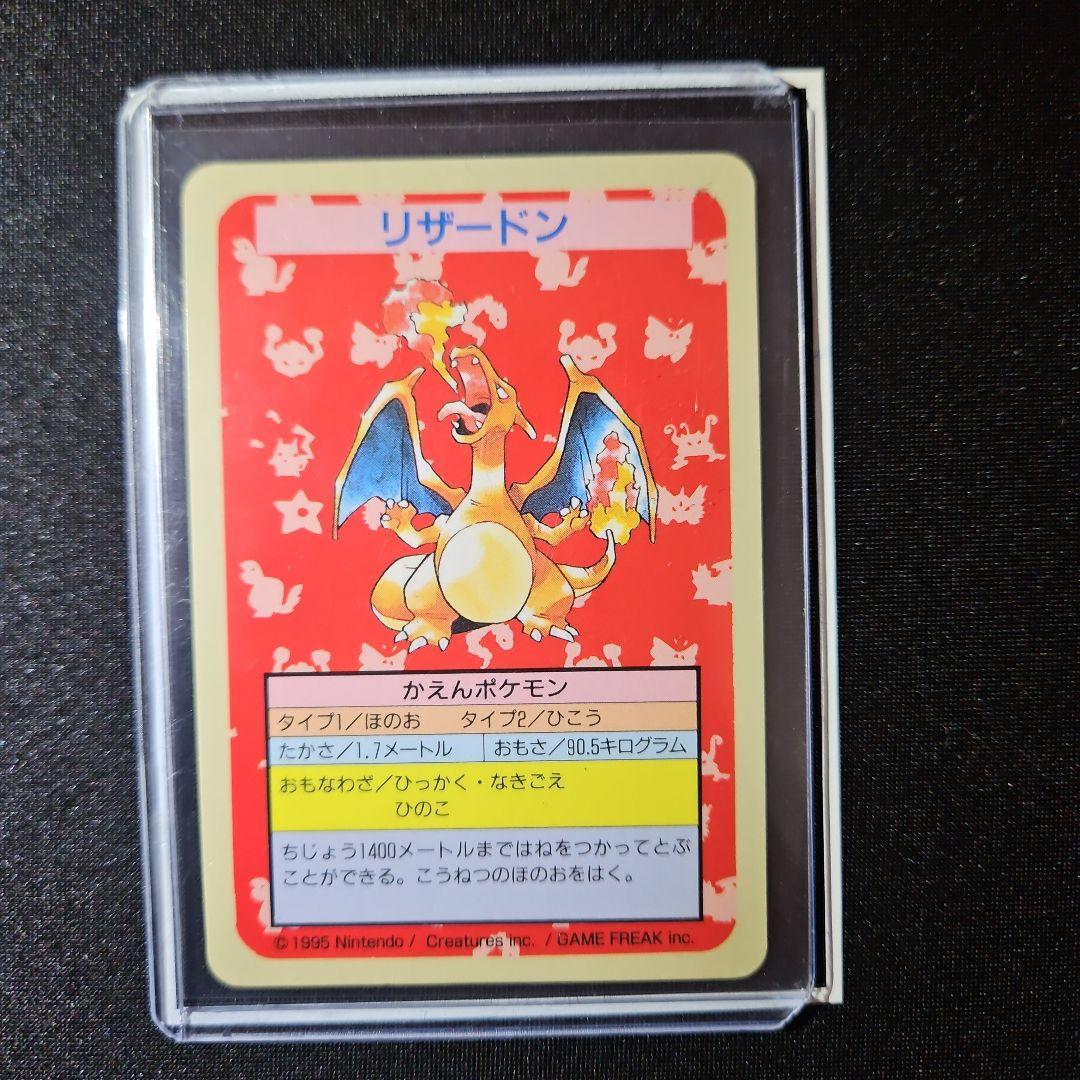 リザードン
かえんポケモン
タイプ1/ほのお タイプ2/ひこう
たかさ/1.7メートル おもさ/90.5キログラム
おもなわざ/ひっかく・なきごえ
ひのこ
ちじょう1400メートルまではねをつかってとぶ
ことができる。こうねつのほのおをはく。
©1995 Nintendo / Creatures inc. / GAME FREAK inc.